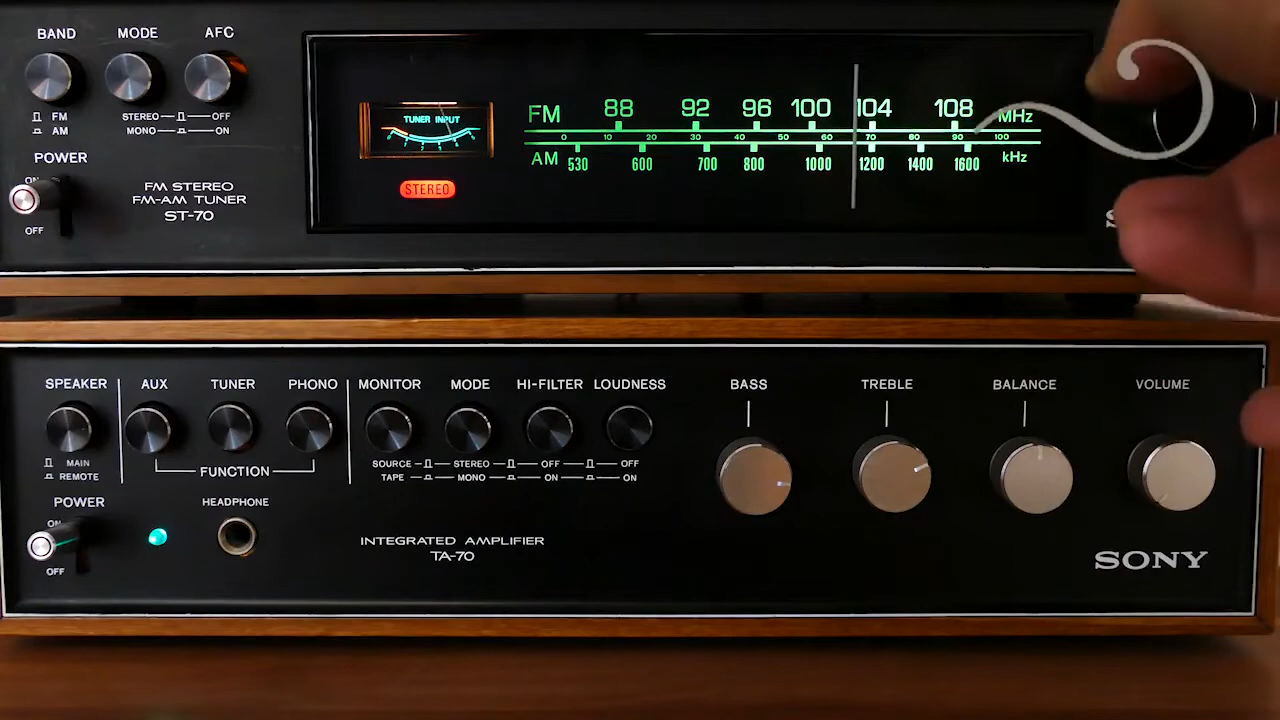 BAND MODE AFC
FM STEREO OFF
AM MONO ON
POWER
ON
OFF
FM STEREO
FM-AM TUNER
ST-70
TUNER INPUT
STEREO
FM 88 92 96 100 104 108 MHz
0 10 20 30 40 50 60 70 80 90 100
AM 530 600 700 800 1000 1200 1400 1600 kHz
SPEAKER AUX TUNER PHONO MONITOR MODE HI-FILTER LOUDNESS BASS TREBLE BALANCE VOLUME
MAIN SOURCE STEREO OFF OFF
REMOTE FUNCTION TAPE MONO ON ON
POWER HEADPHONE
ON
OFF
INTEGRATED AMPLIFIER
TA-70
SONY